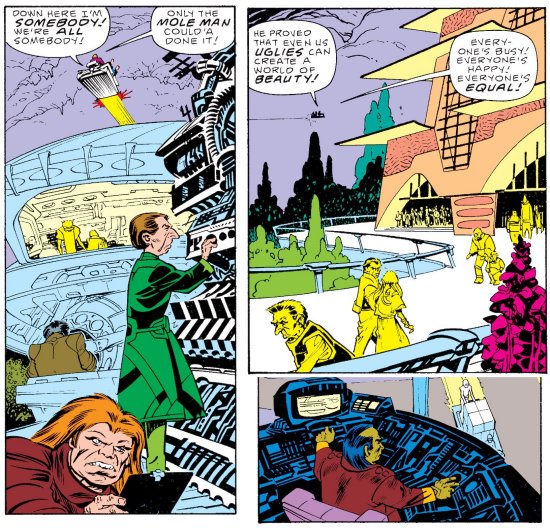 DOWN HERE I'M
SOMEBODY!
WE'RE ALL
SOMEBODY!
ONLY THE
MOLE MAN
COULD'A
DONE IT!
HE PROVED
THAT EVEN US
UGLIES CAN
CREATE A
WORLD OF
BEAUTY!
EVERY-
ONE'S BUSY!
EVERYONE'S
HAPPY!
EVERYONE'S
EQUAL!